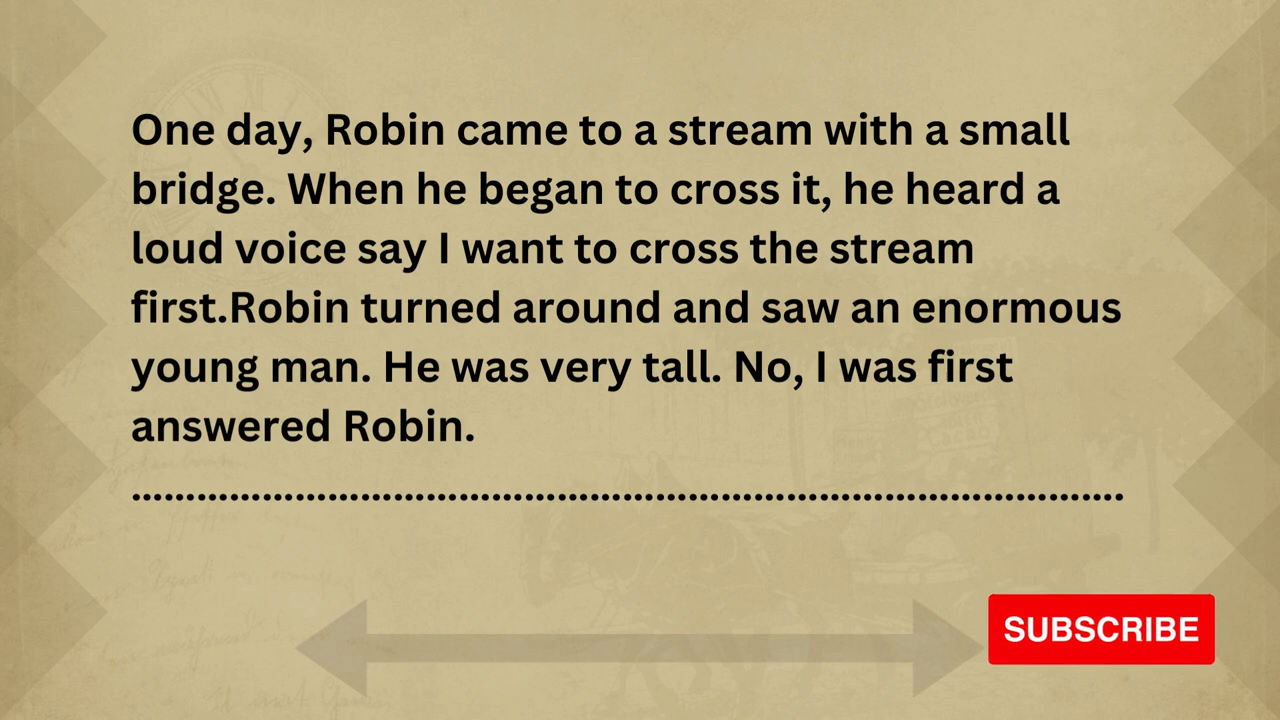 One day, Robin came to a stream with a small
bridge. When he began to cross it, he heard a
loud voice say I want to cross the stream
first.Robin turned around and saw an enormous
young man. He was very tall. No, I was first
answered Robin.
................................................................................................
SUBSCRIBE